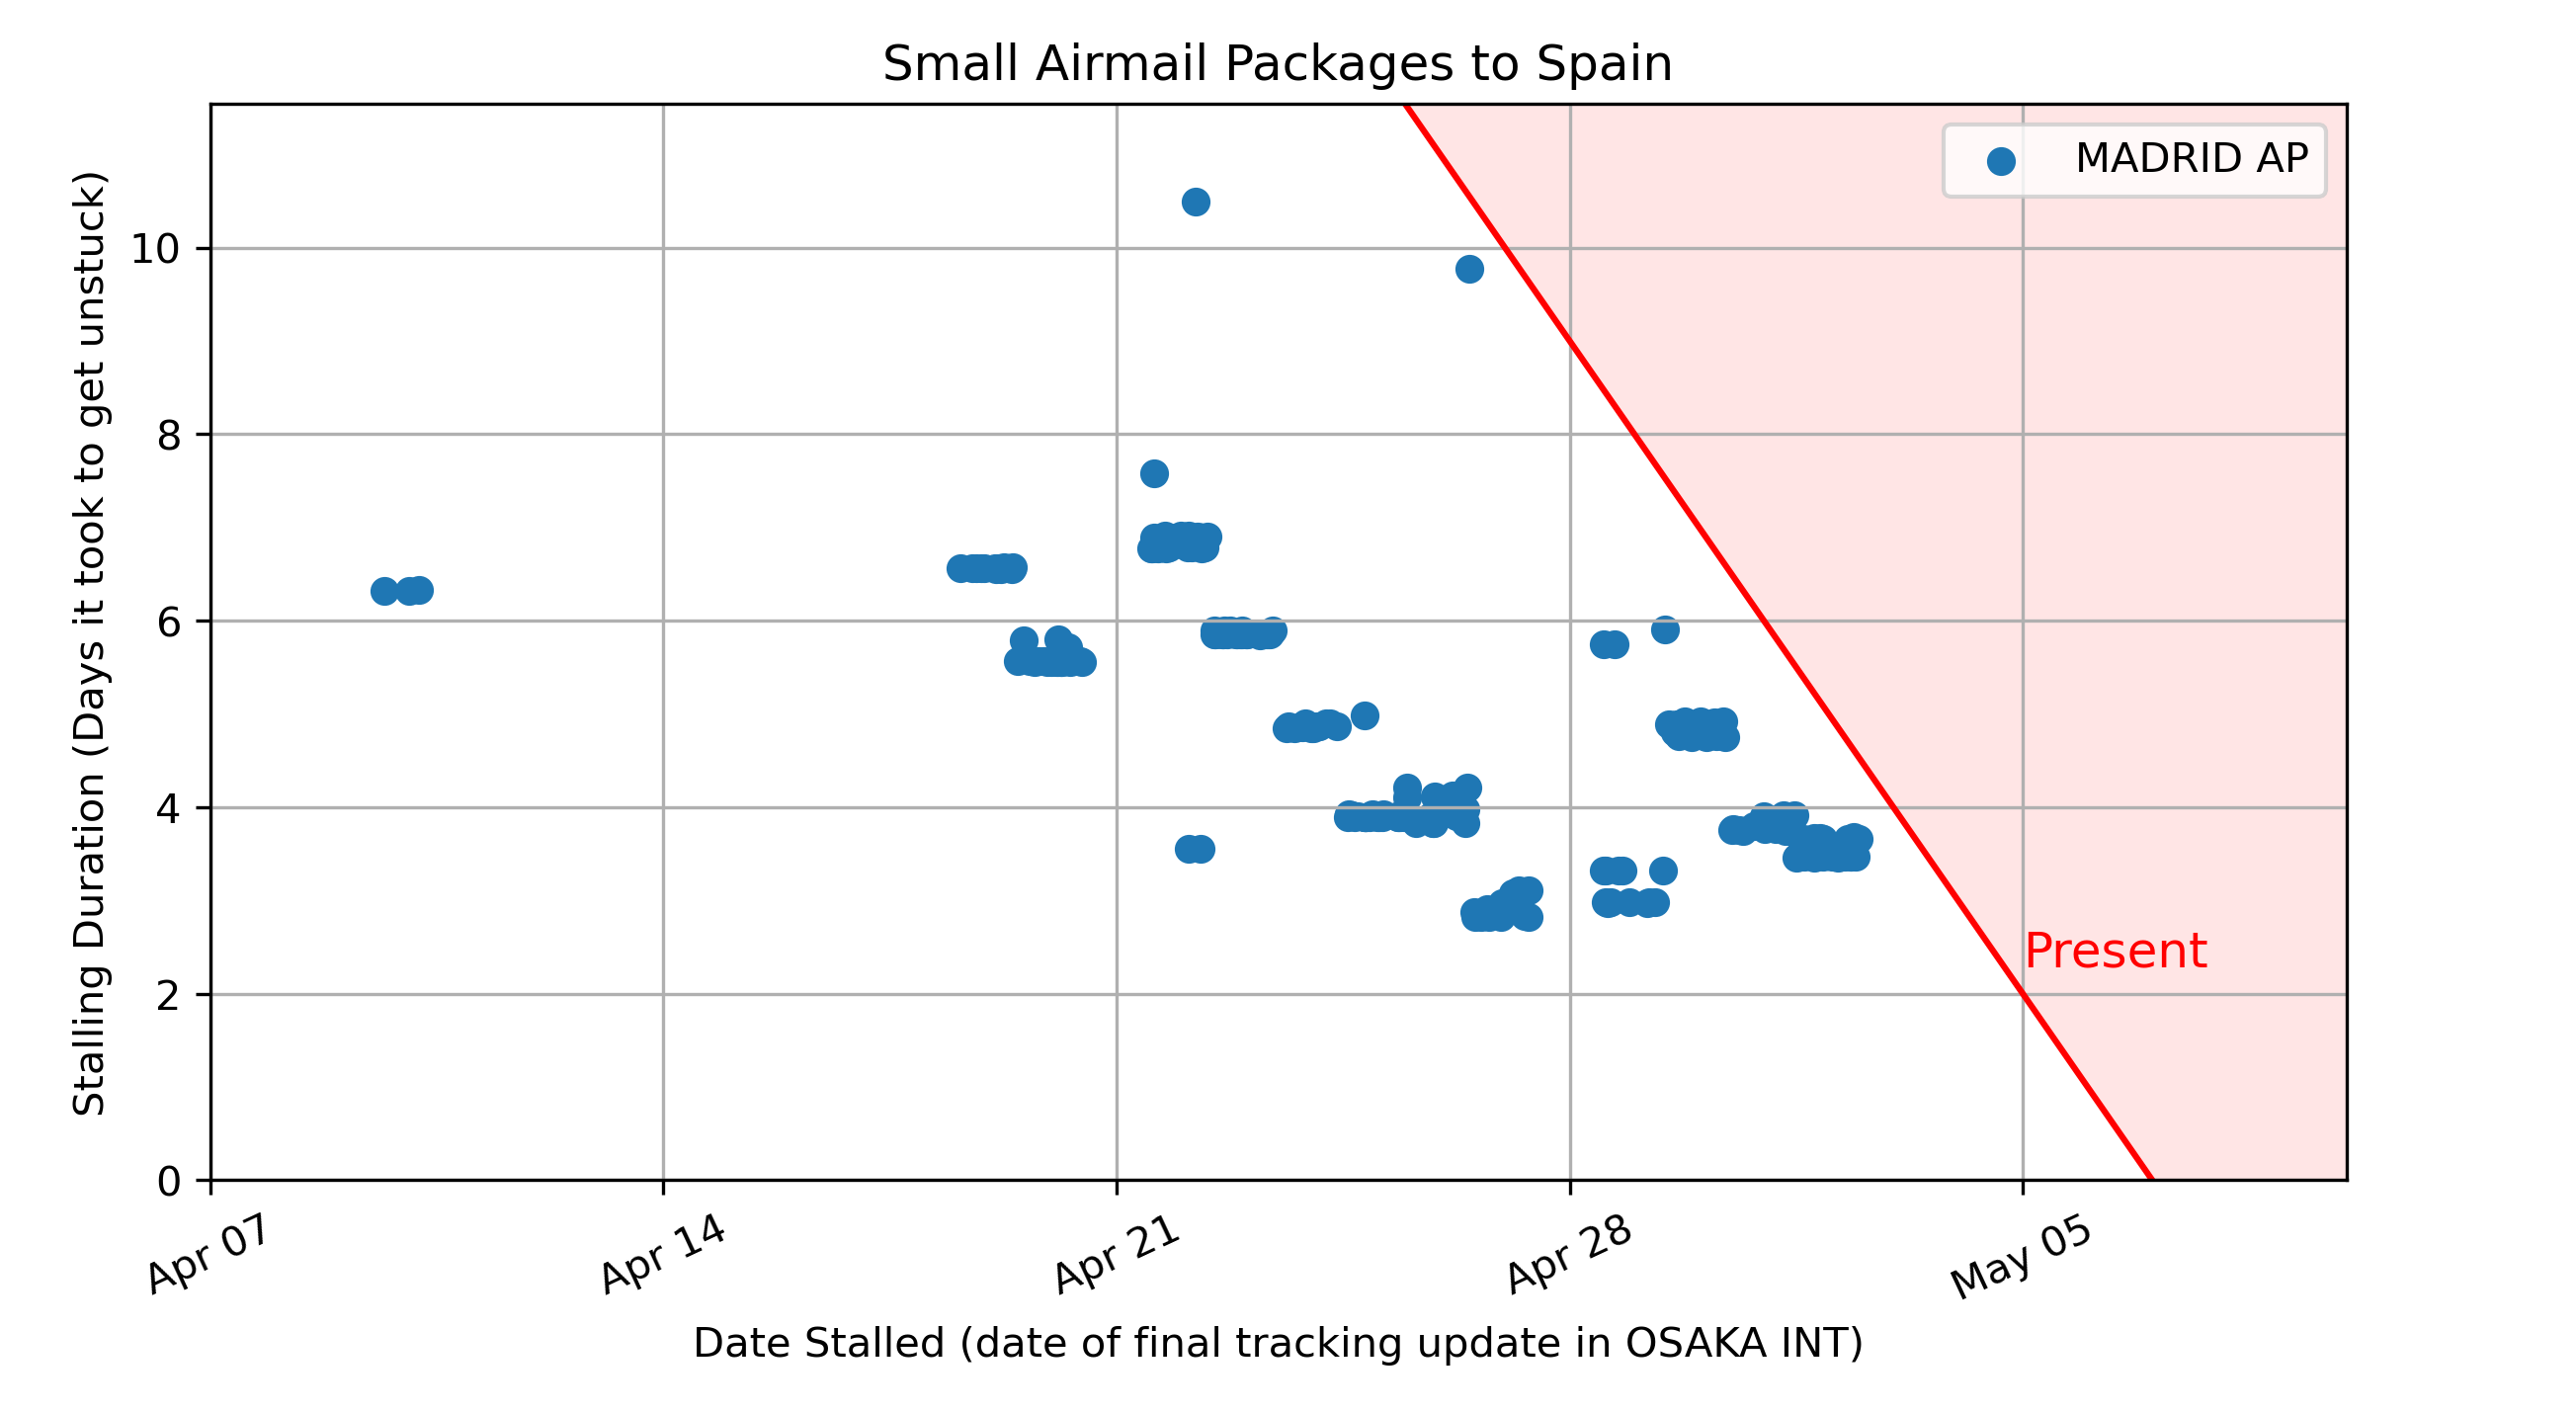 Small Airmail Packages to Spain
MADRID AP
Stalling Duration (Days it took to get unstuck)
10
8
6
4
2
0
Present
Apr 07
Apr 14
Apr 21
Apr 28
May 05
Date Stalled (date of final tracking update in OSAKA INT)